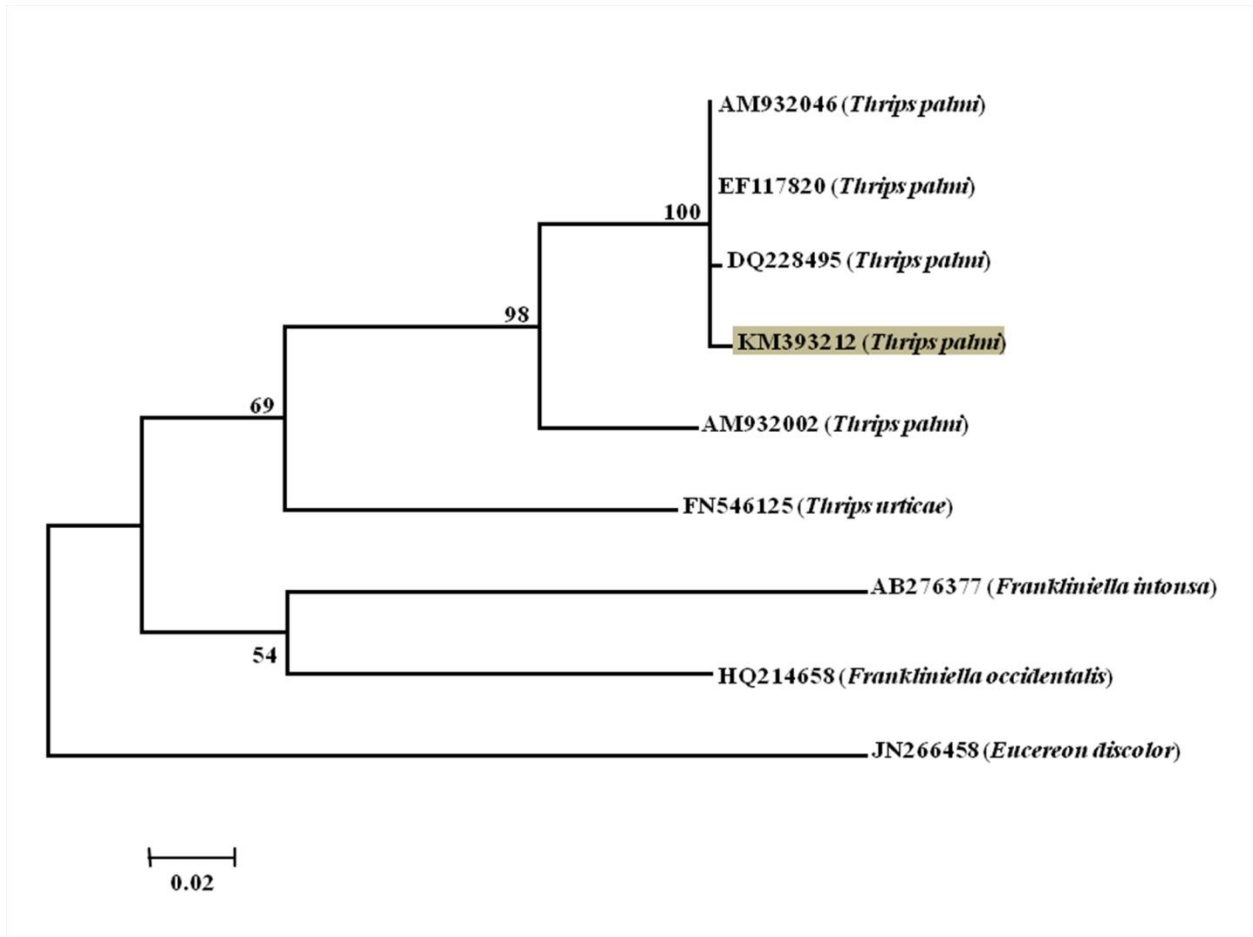 AM932046 (Thrips palmi)
EF117820 (Thrips palmi)
100
DQ228495 (Thrips palmi)
98
KM393212 (Thrips palmi)
69
AM932002 (Thrips palmi)
FN546125 (Thrips urticae)
AB276377 (Frankliniella intonsa)
54
HQ214658 (Frankliniella occidentalis)
JN266458 (Eucereon discolor)
0.02